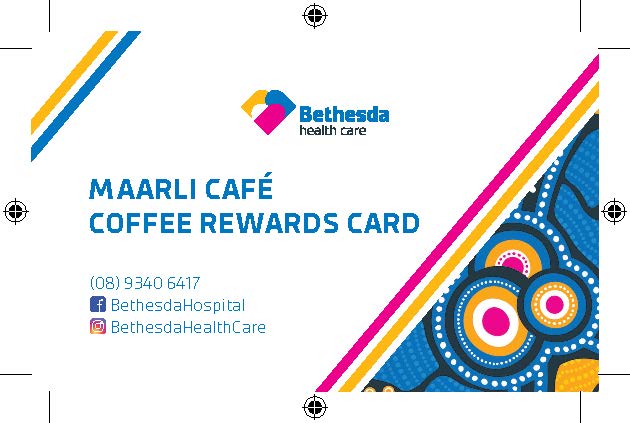 Bethesda
health care
MAARLI CAFÉ
COFFEE REWARDS CARD
(08) 9340 6417
BethesdaHospital
BethesdaHealthCare